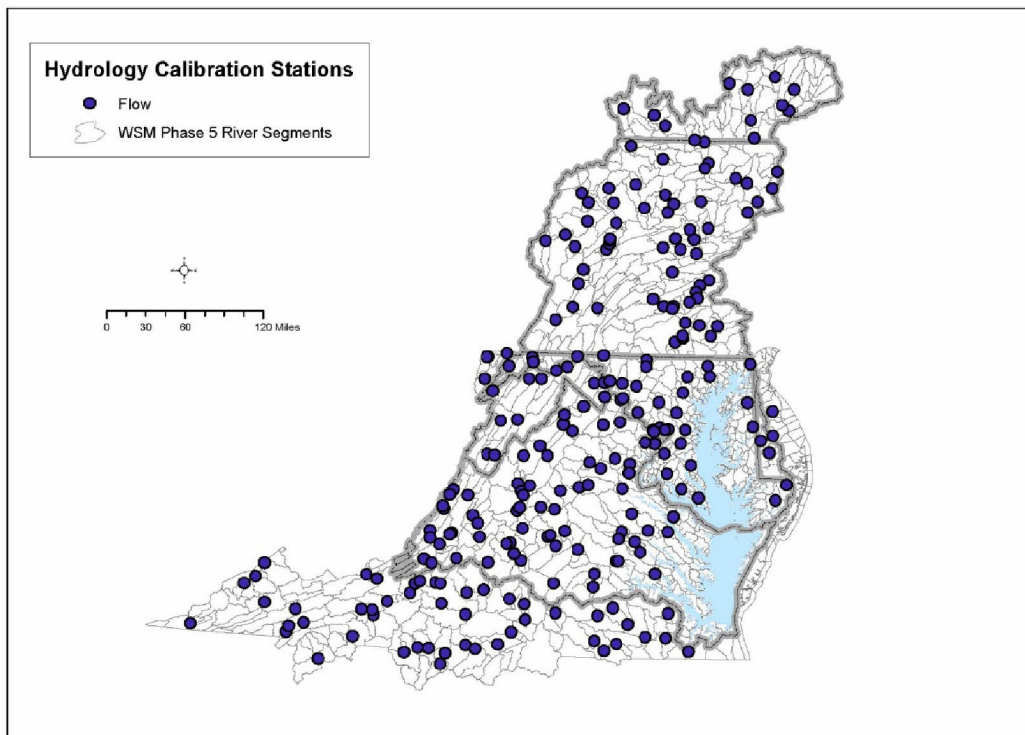 Hydrology Calibration Stations
Flow
WSM Phase 5 River Segments
0 30 60 120 Miles